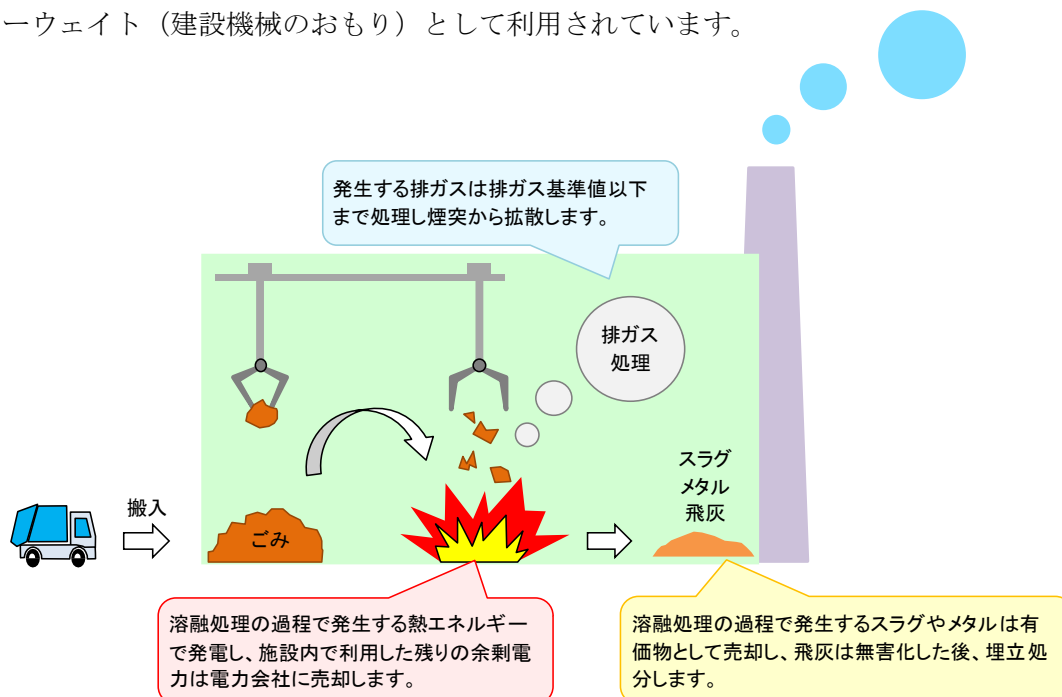 ーウェイト（建設機械のおもり）として利用されています。
発生する排ガスは排ガス基準値以下
まで処理し煙突から拡散します。
排ガス
処理
スラグ
メタル
飛灰
搬入
ごみ
溶融処理の過程で発生する熱エネルギー
で発電し、施設内で利用した残りの余剰電
力は電力会社に売却します。
溶融処理の過程で発生するスラグやメタルは有
価物として売却し、飛灰は無害化した後、埋立処
分します。